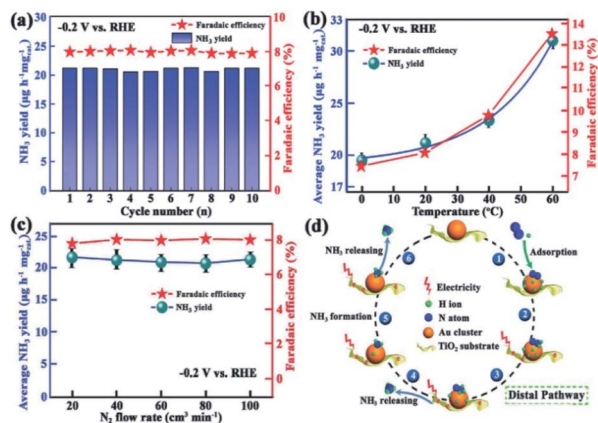 (a)
-0.2 V vs. RHE
Faradaic efficiency
NH₃ yield
NH₃ yield (µg h⁻¹ mg⁻¹cat.)
30
25
20
15
10
5
0
Faradaic efficiency (%)
8
6
4
2
0
1 2 3 4 5 6 7 8 9 10
Cycle number (n)
(b)
-0.2 V vs. RHE
Faradaic efficiency
NH₃ yield
Average NH₃ yield (µg h⁻¹ mg⁻¹cat.)
33
31
23
20
18
Faradaic efficiency (%)
14
13
12
11
10
9
8
7
0 20 40 60
Temperature (°C)
(c)
Faradaic efficiency
NH₃ yield
-0.2 V vs. RHE
Average NH₃ yield (µg h⁻¹ mg⁻¹cat.)
25
22
15
10
5
0
Faradaic efficiency (%)
8
6
4
2
0
20 40 60 80 100
N₂ flow rate (cm³ min⁻¹)
(d)
NH₃ releasing
Adsorption
6
1
Electricity
H ion
N atom
Au cluster
TiO₂ substrate
5
2
NH₃ formation
4
3
NH₃ releasing
Distal Pathway